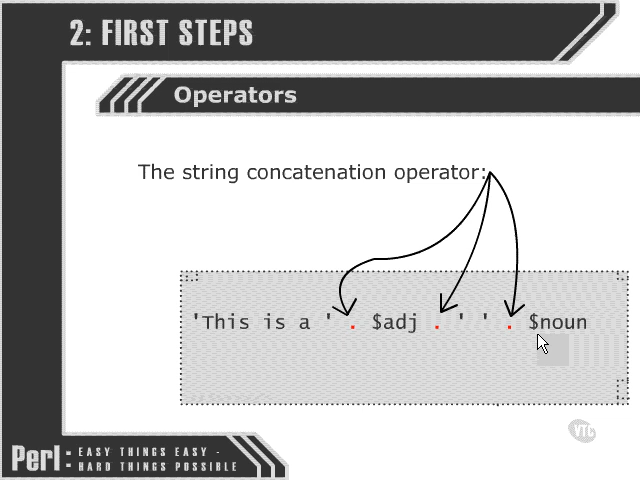 2: FIRST STEPS
Operators
The string concatenation operator:
'This is a ' . $adj . ' ' . $noun
VTC
Perl: EASY THINGS EASY -
HARD THINGS POSSIBLE